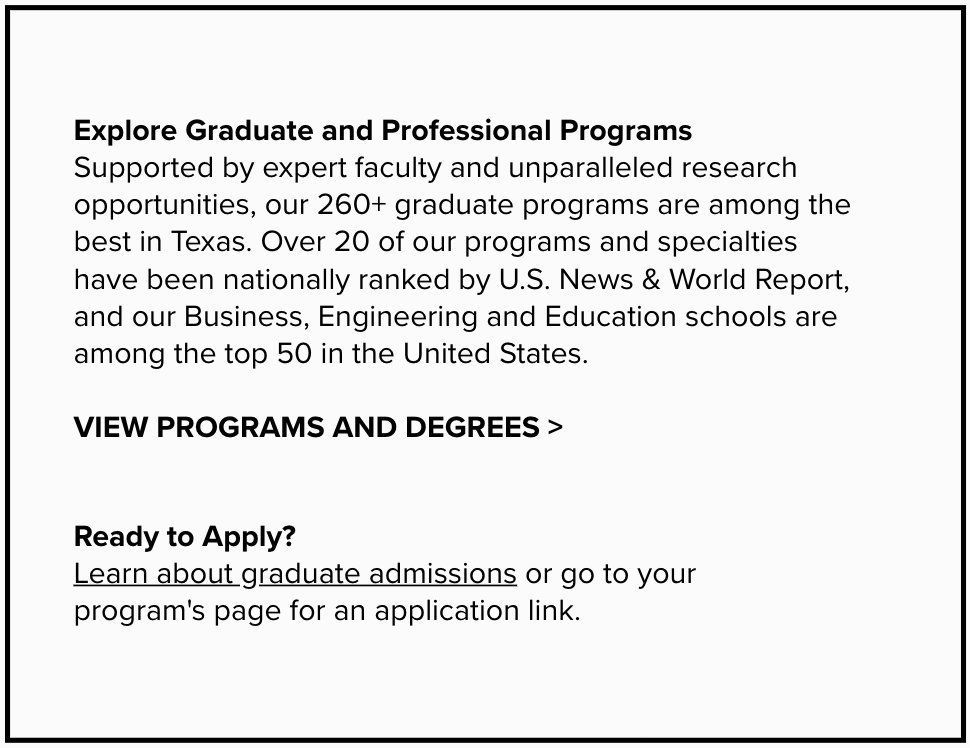 Explore Graduate and Professional Programs
Supported by expert faculty and unparalleled research
opportunities, our 260+ graduate programs are among the
best in Texas. Over 20 of our programs and specialties
have been nationally ranked by U.S. News & World Report,
and our Business, Engineering and Education schools are
among the top 50 in the United States.
VIEW PROGRAMS AND DEGREES >
Ready to Apply?
Learn about graduate admissions or go to your
program's page for an application link.